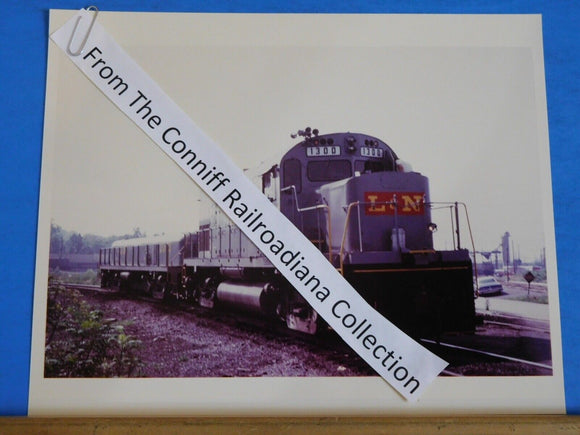 From The Conniff Railroadiana Collection
1300
1300
L&N